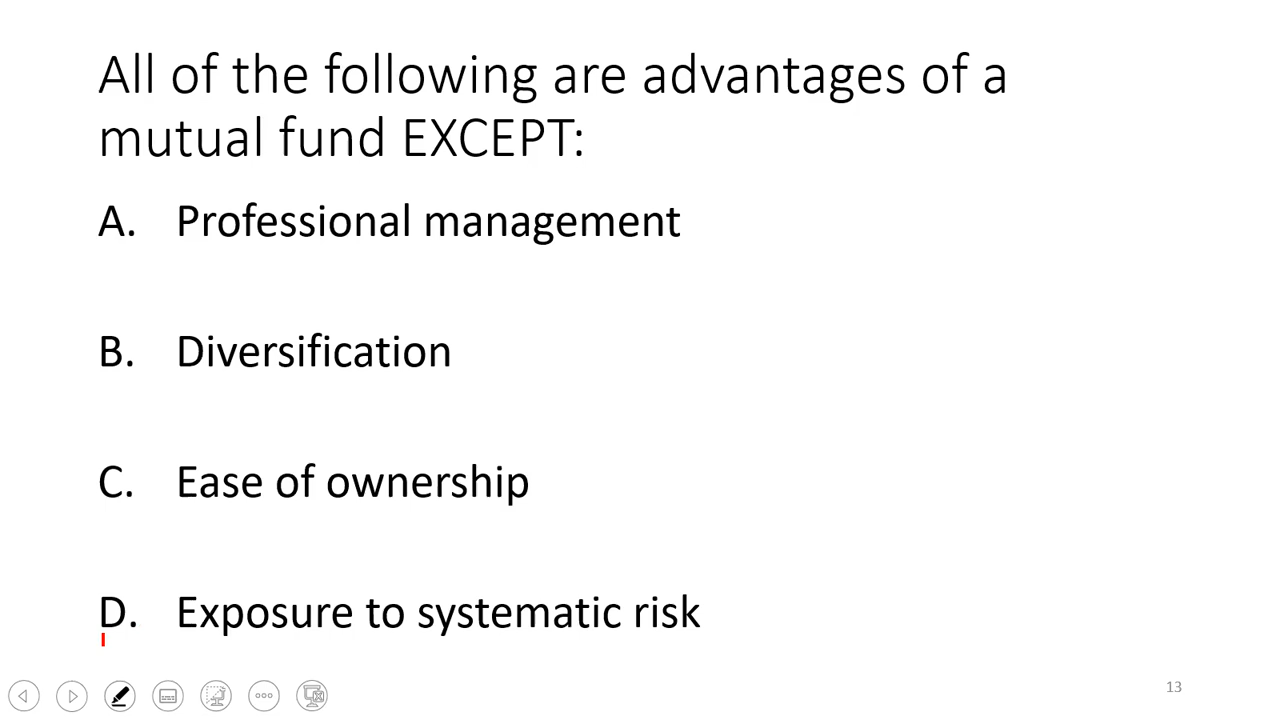 All of the following are advantages of a
mutual fund EXCEPT:
A. Professional management
B. Diversification
C. Ease of ownership
D. Exposure to systematic risk
13